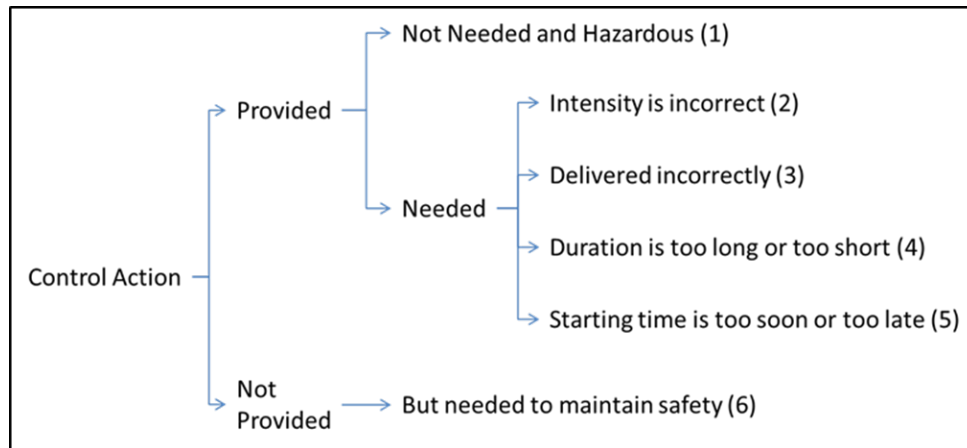 Not Needed and Hazardous (1)
Intensity is incorrect (2)
Provided
Delivered incorrectly (3)
Needed
Duration is too long or too short (4)
Control Action
Starting time is too soon or too late (5)
Not
Provided
But needed to maintain safety (6)